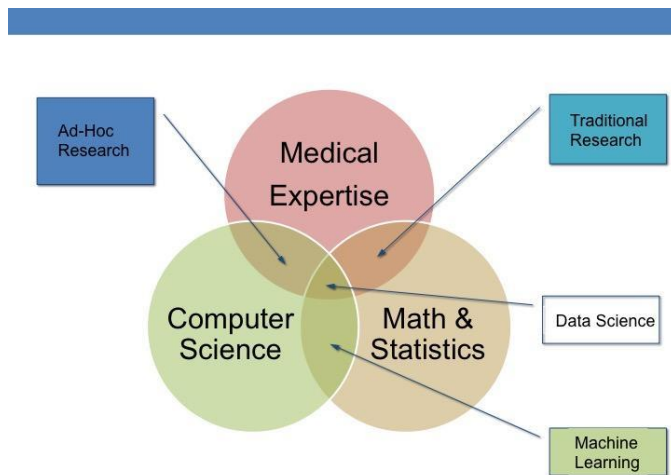 Ad-Hoc
Research
Traditional
Research
Medical
Expertise
Computer
Science
Math &
Statistics
Data Science
Machine
Learning